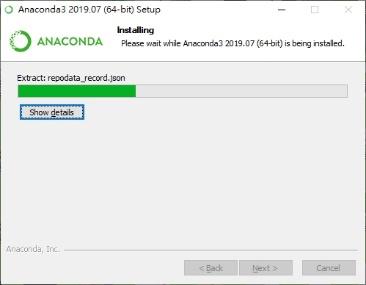 Anaconda3 2019.07 (64-bit) Setup
Installing
Please wait while Anaconda3 2019.07 (64-bit) is being installed.
ANACONDA
Extract: repodata_record.json
Show details
Anaconda, Inc.
< Back
Next >
Cancel